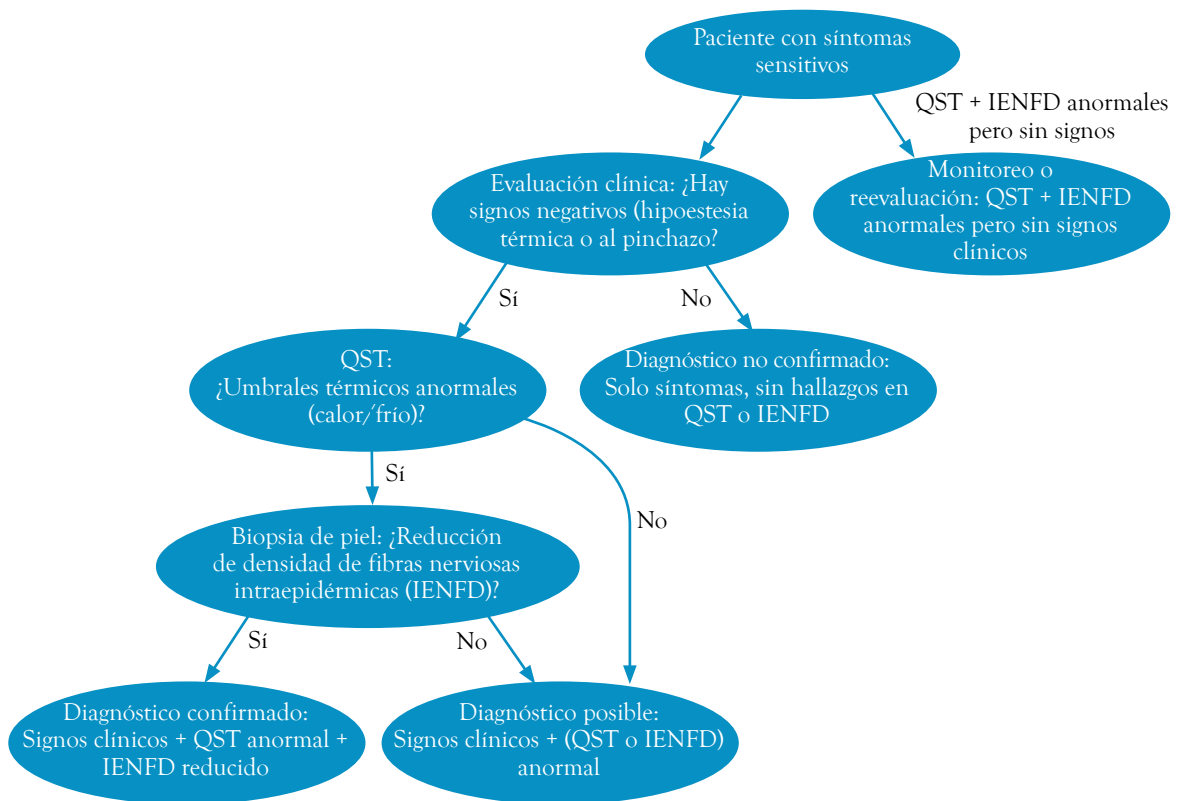 Paciente con síntomas
sensitivos
QST + IENFD anormales
pero sin signos
Evaluación clínica: ¿Hay
signos negativos (hipoestesia
térmica o al pinchazo?
Monitoreo o
reevaluación: QST + IENFD
anormales pero sin signos
clínicos
Sí
No
QST:
¿Umbrales térmicos anormales
(calor/frío)?
Diagnóstico no confirmado:
Solo síntomas, sin hallazgos en
QST o IENFD
Sí
No
Biopsia de piel: ¿Reducción
de densidad de fibras nerviosas
intraepidérmicas (IENFD)?
Sí
No
Diagnóstico confirmado:
Signos clínicos + QST anormal +
IENFD reducido
Diagnóstico posible:
Signos clínicos + (QST o IENFD)
anormal